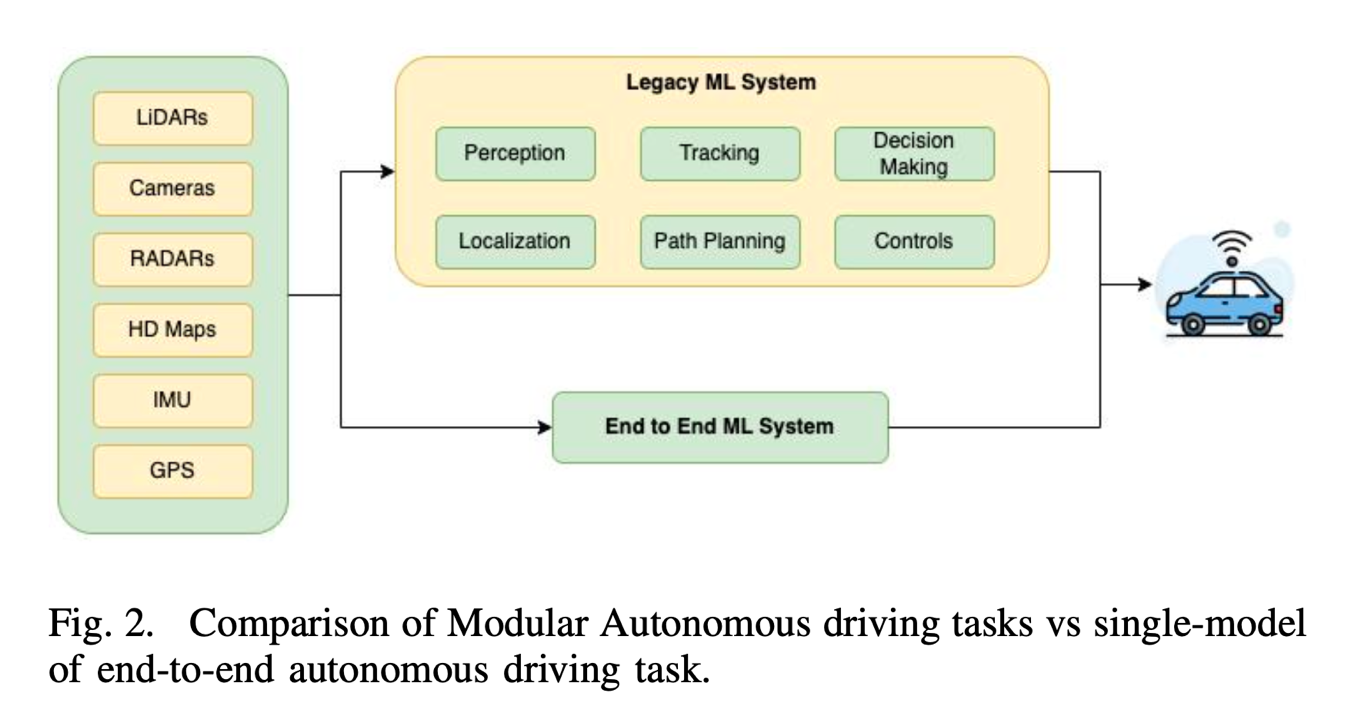 LiDARs
Cameras
RADARs
HD Maps
IMU
GPS
Legacy ML System
Perception
Tracking
Decision
Making
Localization
Path Planning
Controls
End to End ML System
Fig. 2. Comparison of Modular Autonomous driving tasks vs single-model
of end-to-end autonomous driving task.